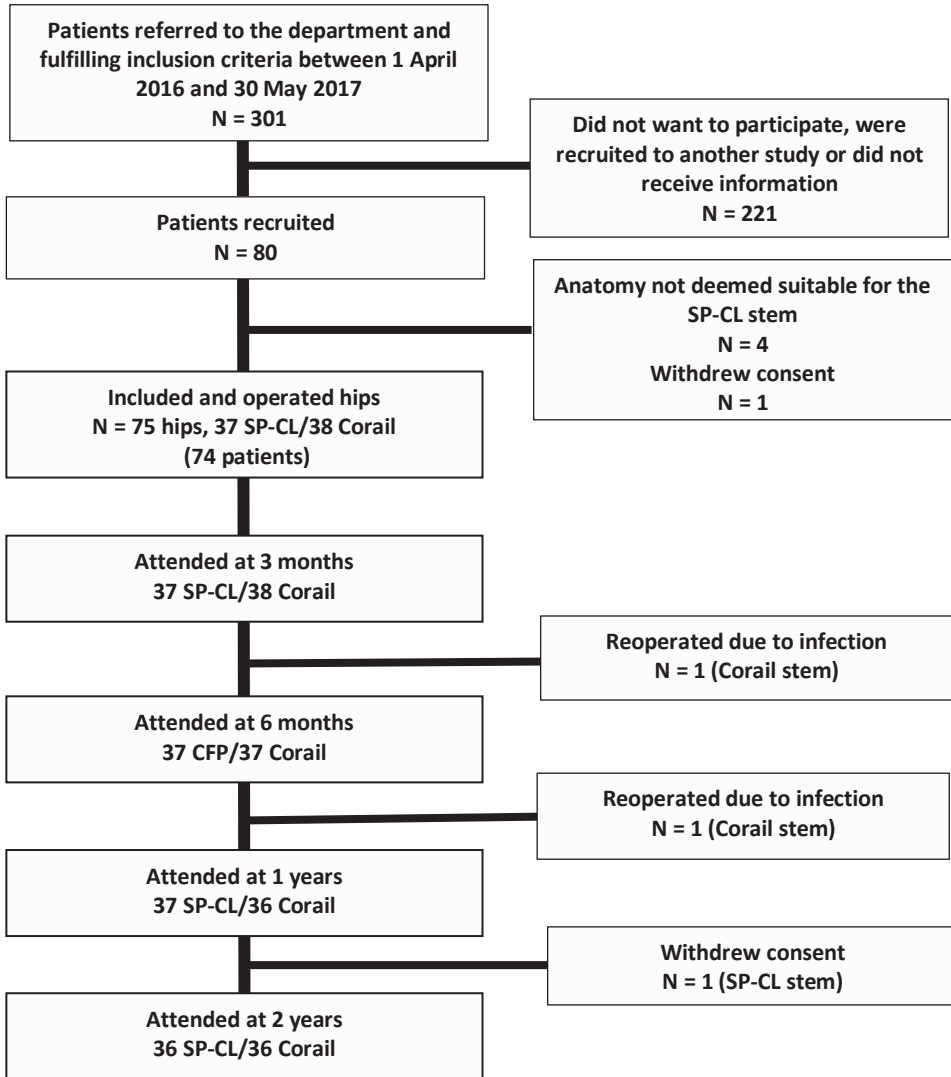 Patients referred to the department and
fulfilling inclusion criteria between 1 April
2016 and 30 May 2017
N = 301
Did not want to participate, were
recruited to another study or did not
receive information
N = 221
Patients recruited
N = 80
Anatomy not deemed suitable for the
SP-CL stem
N = 4
Withdrew consent
N = 1
Included and operated hips
N = 75 hips, 37 SP-CL/38 Corail
(74 patients)
Attended at 3 months
37 SP-CL/38 Corail
Reoperated due to infection
N = 1 (Corail stem)
Attended at 6 months
37 CFP/37 Corail
Reoperated due to infection
N = 1 (Corail stem)
Attended at 1 years
37 SP-CL/36 Corail
Withdrew consent
N = 1 (SP-CL stem)
Attended at 2 years
36 SP-CL/36 Corail